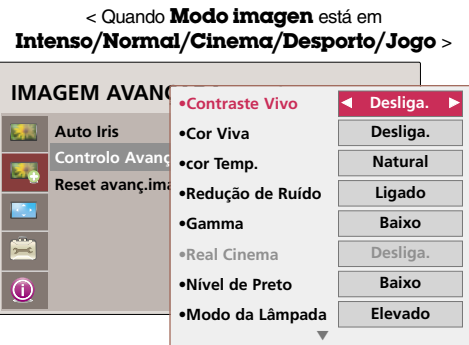 < Quando Modo imagen está em
Intenso/Normal/Cinema/Desporto/Jogo >
IMAGEM AVANÇ
Auto Iris
Controlo Avanç
Reset avanç.ima
•Contraste Vivo ◀ Desliga. ▶
•Cor Viva Desliga.
•cor Temp. Natural
•Redução de Ruído Ligado
•Gamma Baixo
•Real Cinema Desliga.
•Nível de Preto Baixo
•Modo da Lâmpada Elevado
▼